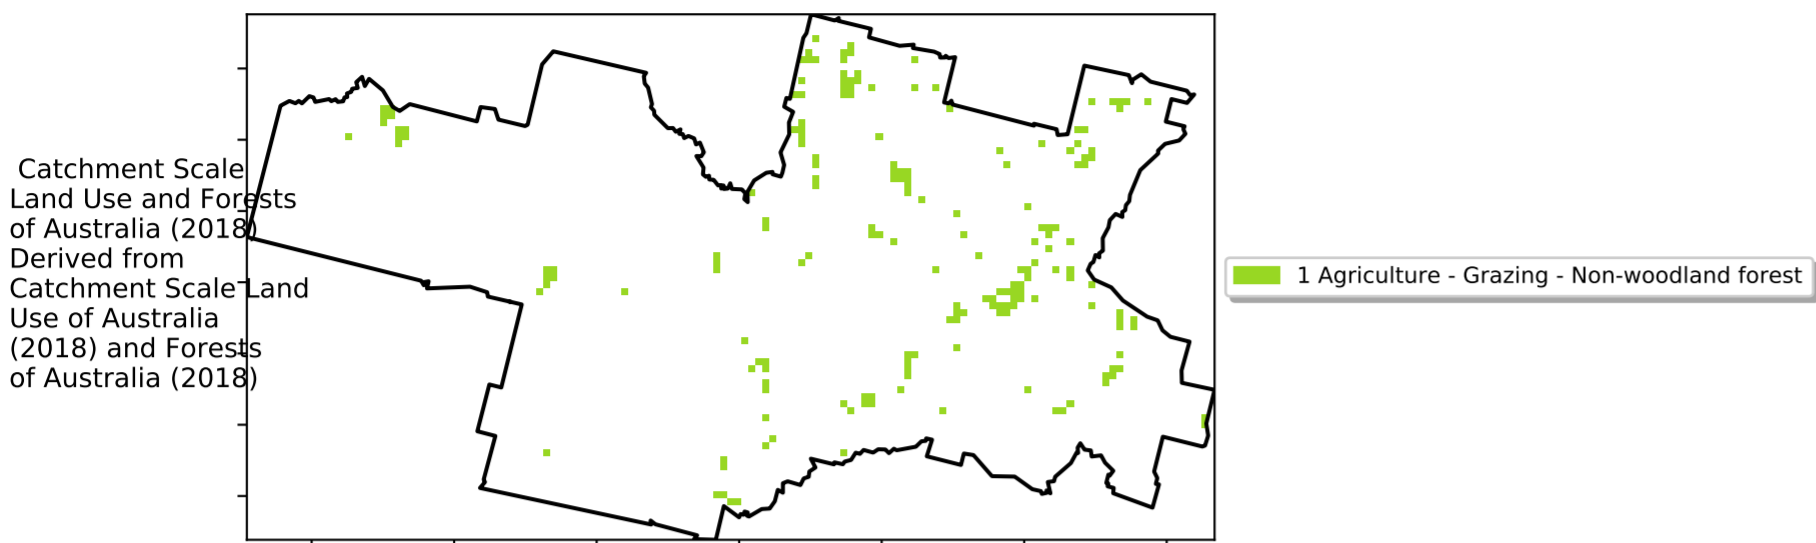 Catchment Scale
Land Use and Forests
of Australia (2018)
Derived from
Catchment Scale Land
Use of Australia
(2018) and Forests
of Australia (2018)
1 Agriculture - Grazing - Non-woodland forest